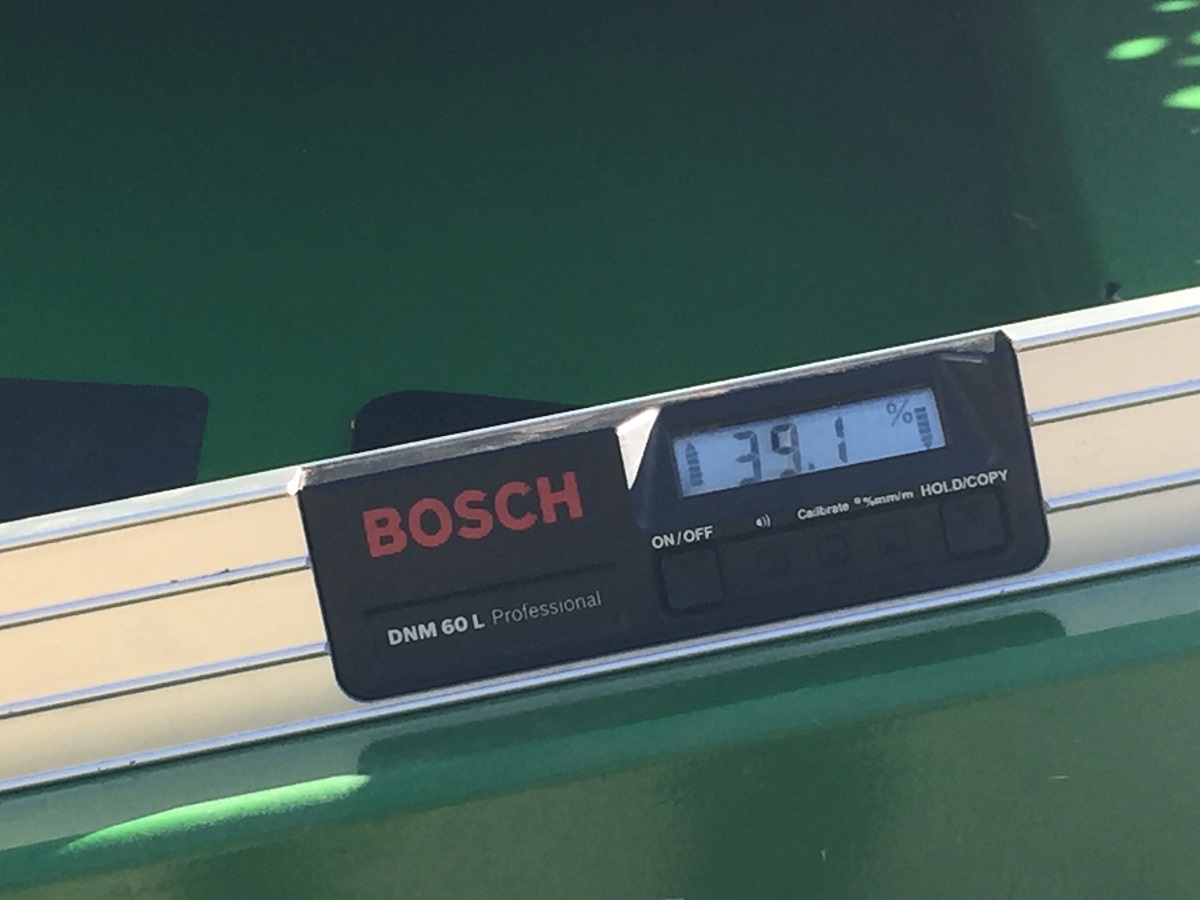 39.1 %
BOSCH
ON/OFF
Calibrate
° % mm/m
HOLD/COPY
DNM 60 L Professional